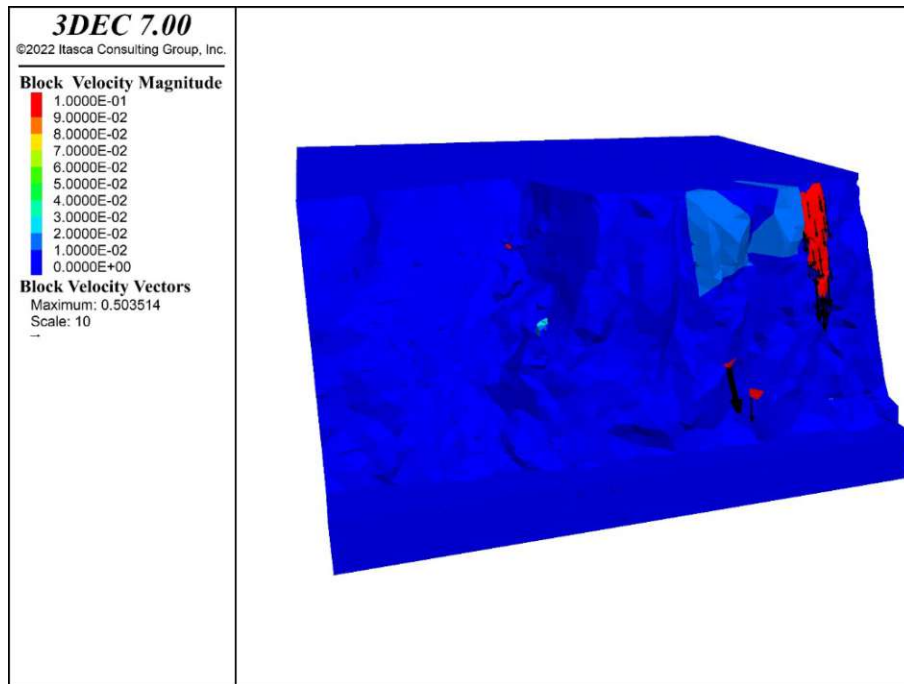 3DEC 7.00
©2022 Itasca Consulting Group, Inc.
Block Velocity Magnitude
1.0000E-01
9.0000E-02
8.0000E-02
7.0000E-02
6.0000E-02
5.0000E-02
4.0000E-02
3.0000E-02
2.0000E-02
1.0000E-02
0.0000E+00
Block Velocity Vectors
Maximum: 0.503514
Scale: 10